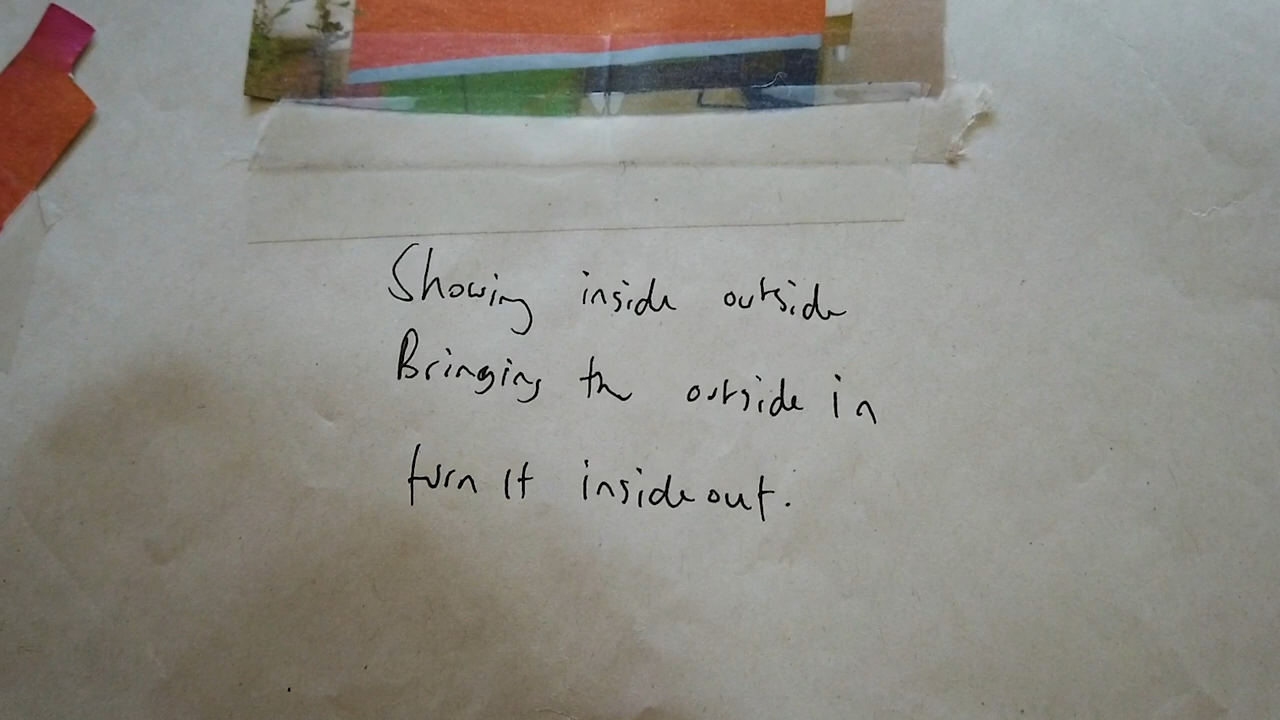 Showing inside outside
Bringing the outside in
turn It inside out.